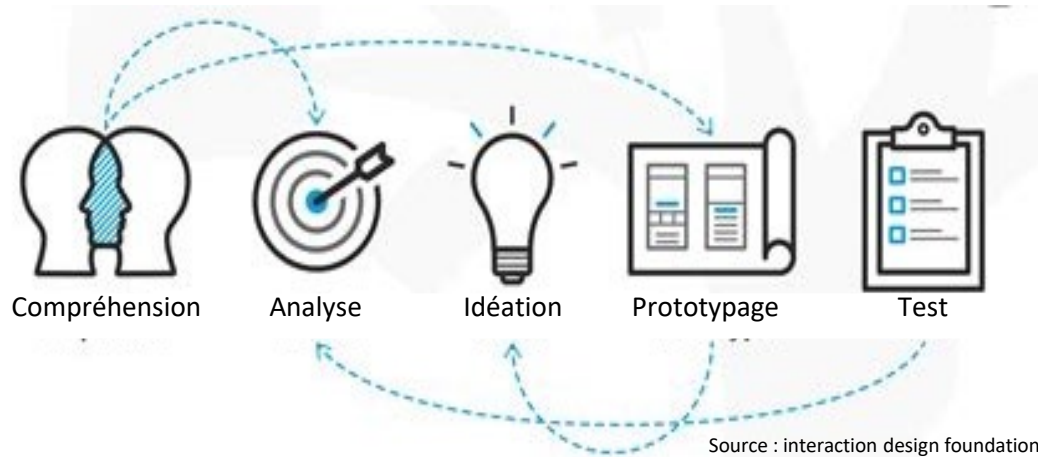 Compréhension Analyse Idéation Prototypage Test
Source : interaction design foundation